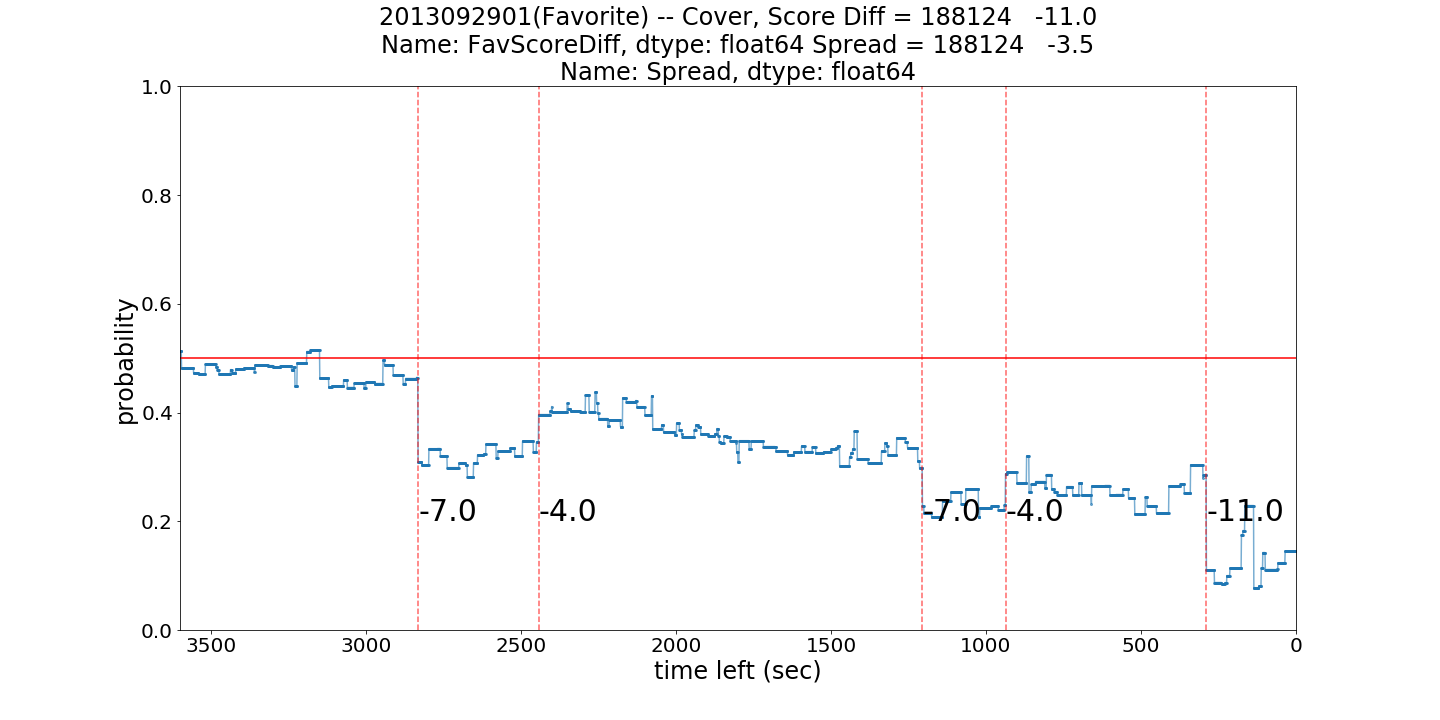 2013092901(Favorite) -- Cover, Score Diff = 188124   -11.0
Name: FavScoreDiff, dtype: float64 Spread = 188124   -3.5
Name: Spread, dtype: float64
1.0
0.8
0.6
0.4
0.2
0.0
probability
-7.0
-4.0
-7.0
-4.0
-11.0
3500 3000 2500 2000 1500 1000 500 0
time left (sec)